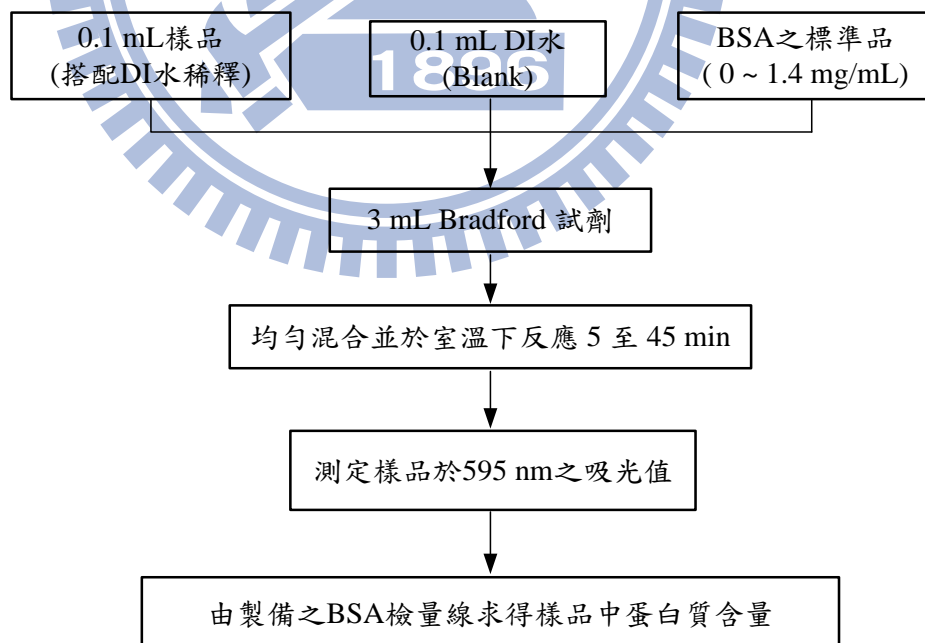 0.1 mL樣品
(搭配DI水稀釋)
0.1 mL DI水
(Blank)
BSA之標準品
( 0 ~ 1.4 mg/mL)
1896
3 mL Bradford 試劑
均勻混合並於室溫下反應 5 至 45 min
測定樣品於595 nm之吸光值
由製備之BSA檢量線求得樣品中蛋白質含量